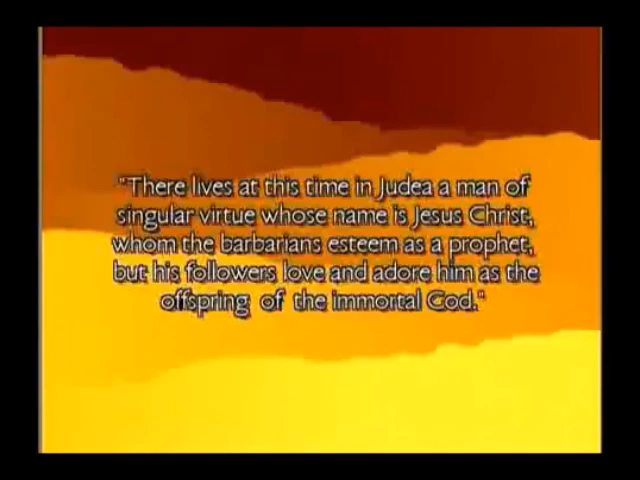 "There lives at this time in Judea a man of
singular virtue whose name is Jesus Christ,
whom the barbarians esteem as a prophet,
but his followers love and adore him as the
offspring of the immortal God."